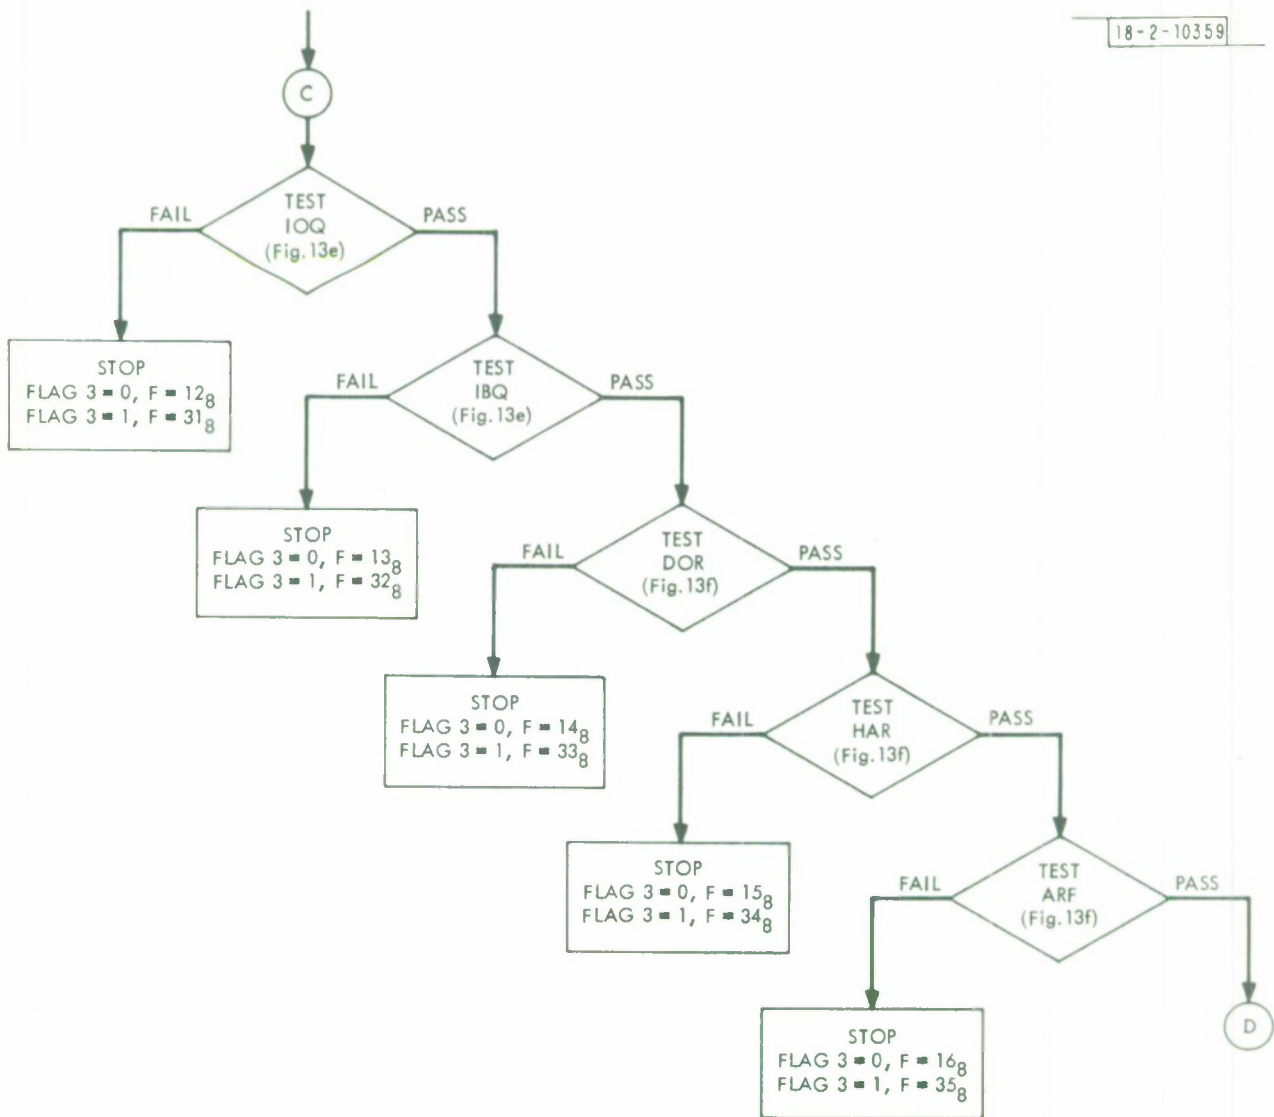 18-2-10359
C
TEST
IOQ
(Fig.13e)
FAIL
PASS
STOP
FLAG 3 = 0, F = 12₈
FLAG 3 = 1, F = 31₈
TEST
IBQ
(Fig.13e)
FAIL
PASS
STOP
FLAG 3 = 0, F = 13₈
FLAG 3 = 1, F = 32₈
TEST
DOR
(Fig.13f)
FAIL
PASS
STOP
FLAG 3 = 0, F = 14₈
FLAG 3 = 1, F = 33₈
TEST
HAR
(Fig.13f)
FAIL
PASS
STOP
FLAG 3 = 0, F = 15₈
FLAG 3 = 1, F = 34₈
TEST
ARF
(Fig.13f)
FAIL
PASS
STOP
FLAG 3 = 0, F = 16₈
FLAG 3 = 1, F = 35₈
D